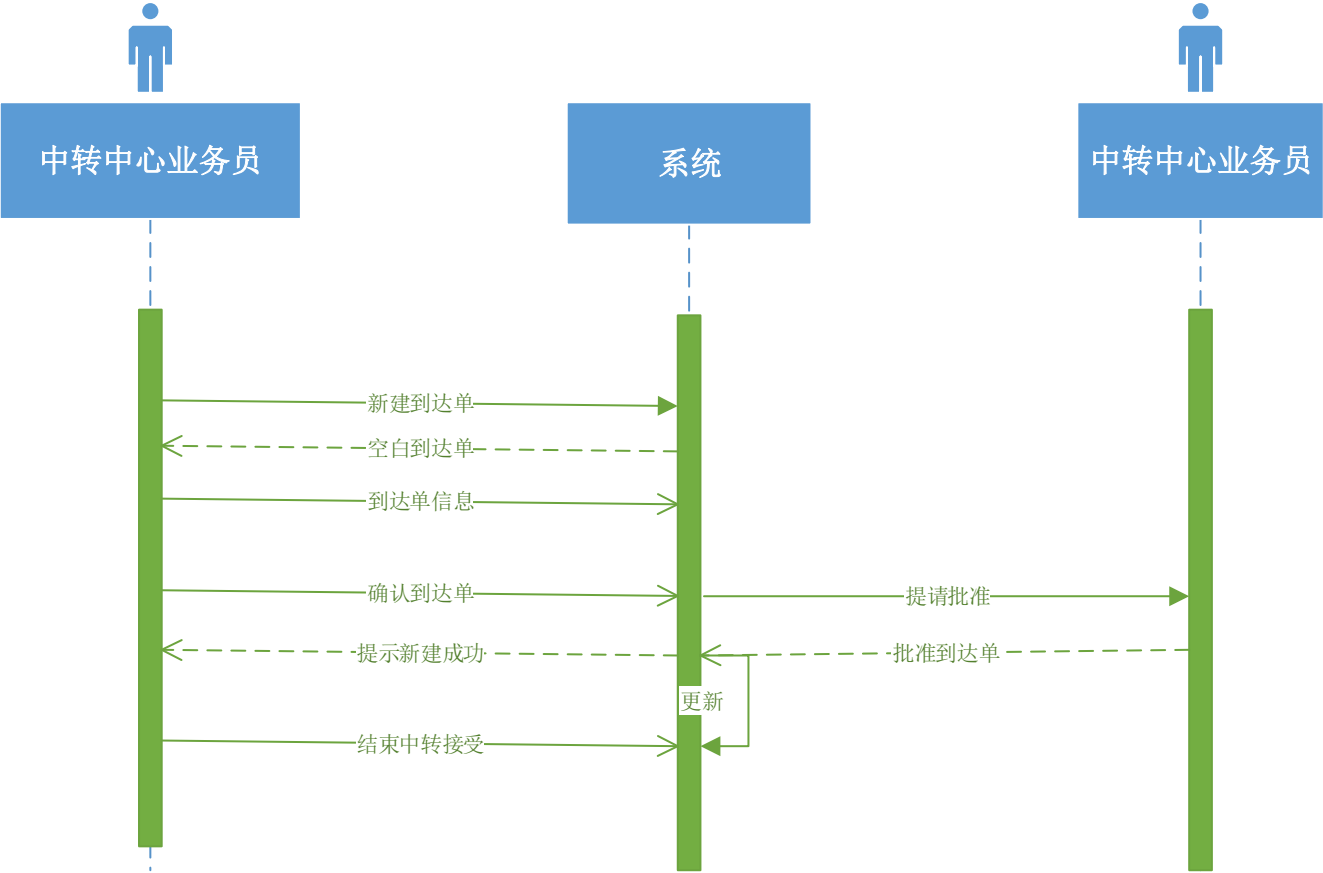 中转中心业务员
系统
中转中心业务员
新建到达单
空白到达单
到达单信息
确认到达单
提请批准
提示新建成功
批准到达单
更新
结束中转接受